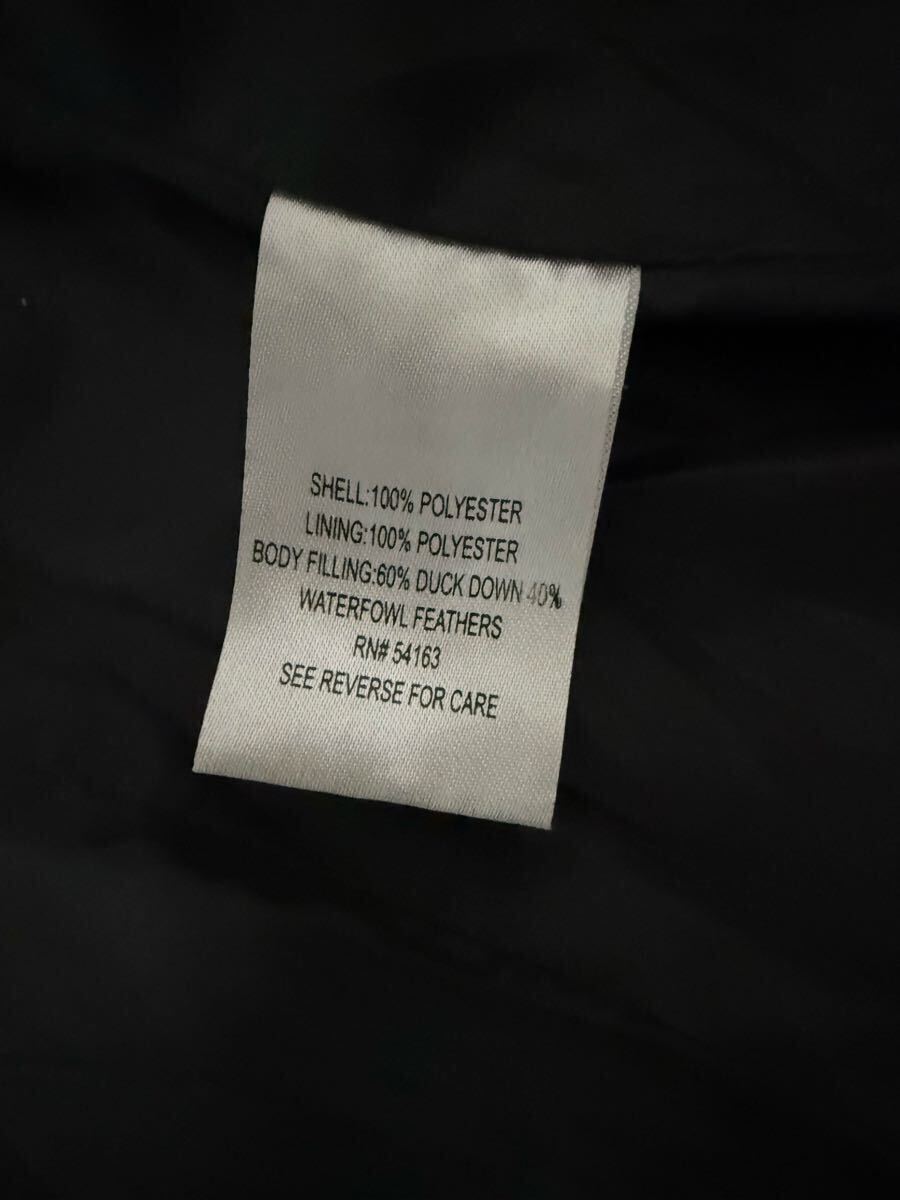 SHELL:100% POLYESTER
LINING:100% POLYESTER
BODY FILLING:60% DUCK DOWN 40%
WATERFOWL FEATHERS
RN# 54163
SEE REVERSE FOR CARE